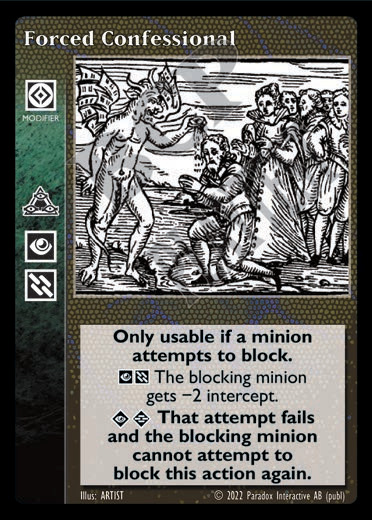 Forced Confessional
MODIFIER
Only usable if a minion
attempts to block.
The blocking minion
gets −2 intercept.
That attempt fails
and the blocking minion
cannot attempt to
block this action again.
Illus: ARTIST © 2022 Paradox Interactive AB (publ)